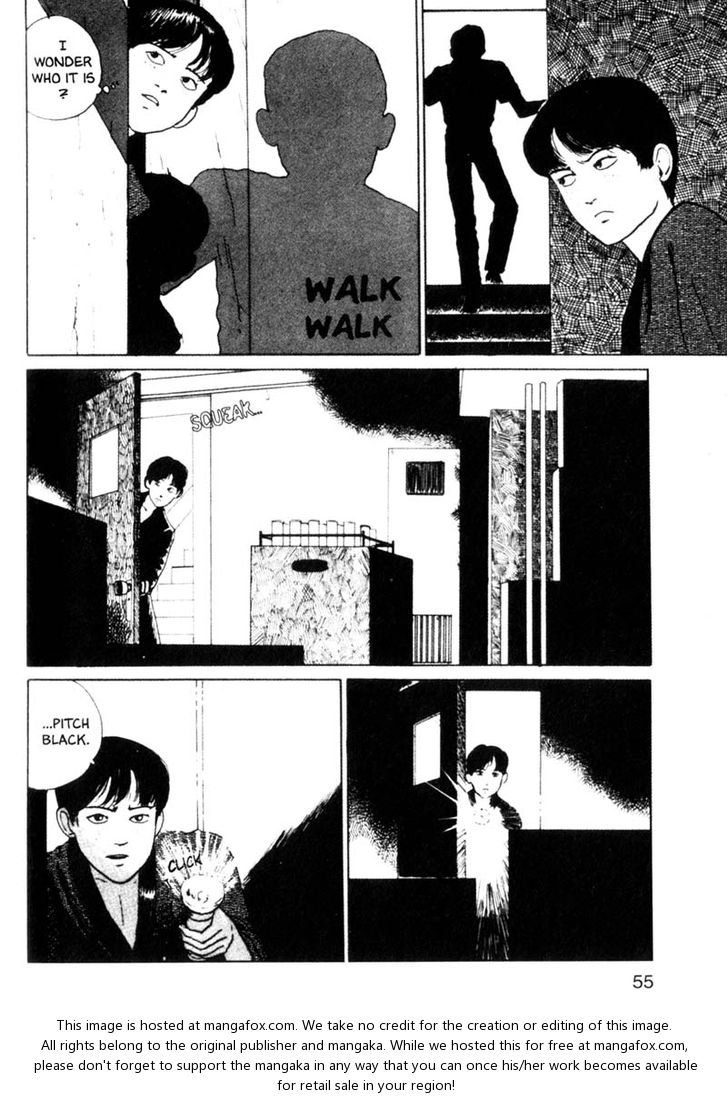 I
WONDER
WHO IT IS
?
WALK
WALK
SQUEAK...
...PITCH
BLACK.
CLICK
55
This image is hosted at mangafox.com. We take no credit for the creation or editing of this image.
All rights belong to the original publisher and mangaka. While we hosted this for free at mangafox.com,
please don't forget to support the mangaka in any way that you can once his/her work becomes available
for retail sale in your region!